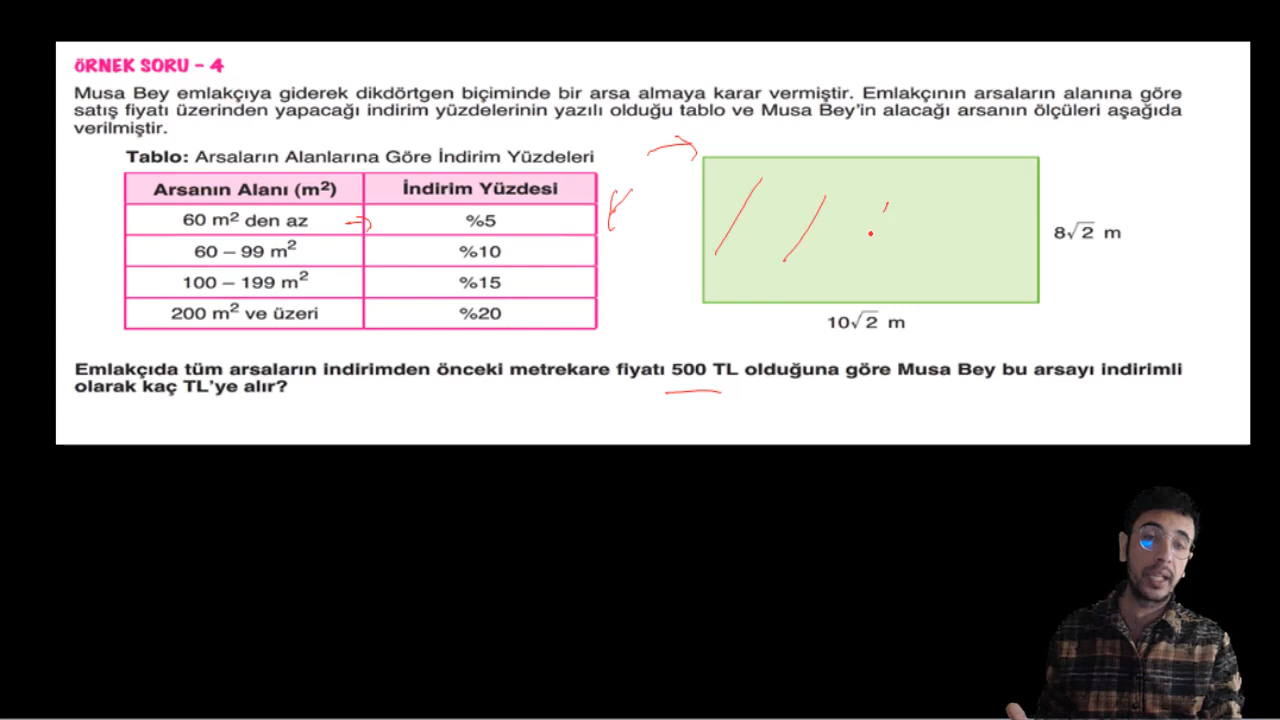 ÖRNEK SORU - 4
Musa Bey emlakçıya giderek dikdörtgen biçiminde bir arsa almaya karar vermiştir. Emlakçının arsaların alanına göre
satış fiyatı üzerinden yapacağı indirim yüzdelerinin yazılı olduğu tablo ve Musa Bey'in alacağı arsanın ölçüleri aşağıda
verilmiştir.
Tablo: Arsaların Alanlarına Göre İndirim Yüzdeleri
Arsanın Alanı (m²) İndirim Yüzdesi
60 m² den az %5
60 – 99 m² %10
100 – 199 m² %15
200 m² ve üzeri %20
8√2 m
10√2 m
Emlakçıda tüm arsaların indirimden önceki metrekare fiyatı 500 TL olduğuna göre Musa Bey bu arsayı indirimli
olarak kaç TL'ye alır?